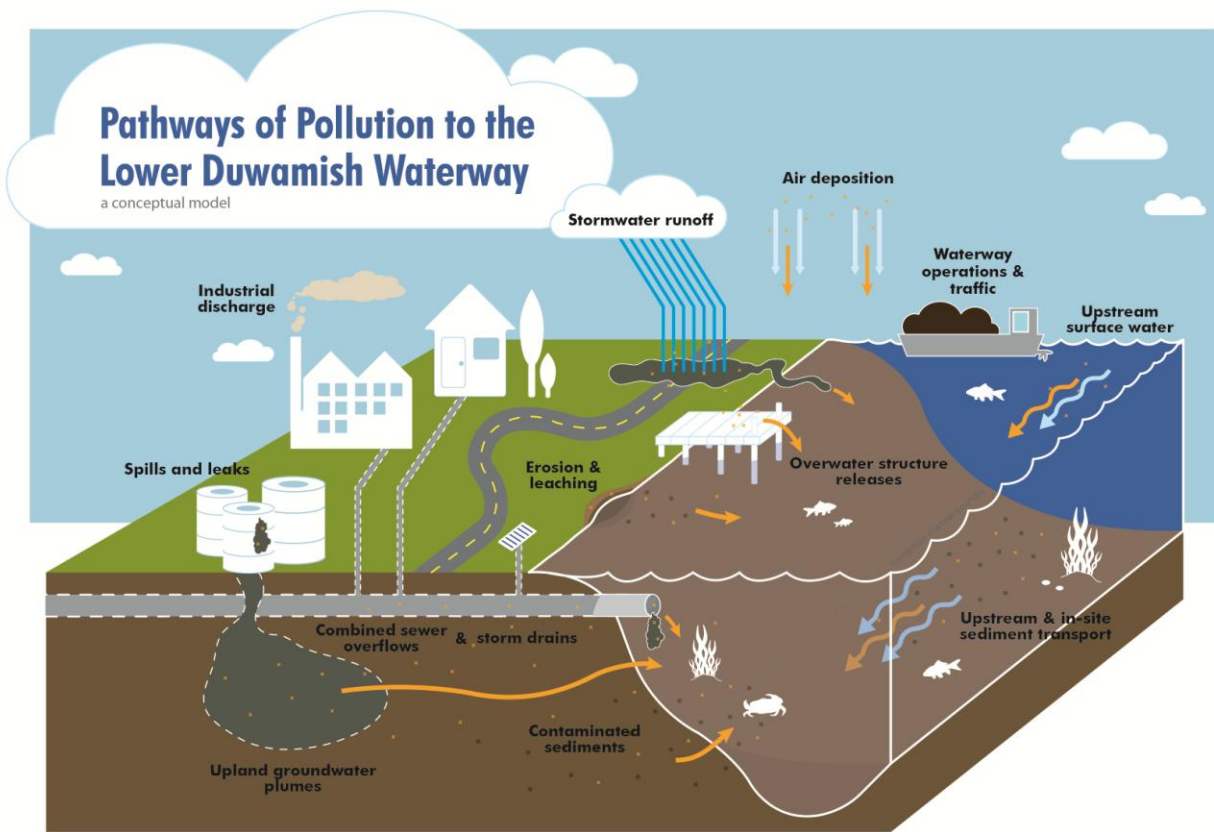 Pathways of Pollution to the
Lower Duwamish Waterway
a conceptual model
Stormwater runoff
Air deposition
Waterway
operations &
traffic
Upstream
surface water
Industrial
discharge
Spills and leaks
Erosion &
leaching
Overwater structure
releases
Combined sewer
overflows
& storm drains
Upstream & in-site
sediment transport
Contaminated
sediments
Upland groundwater
plumes